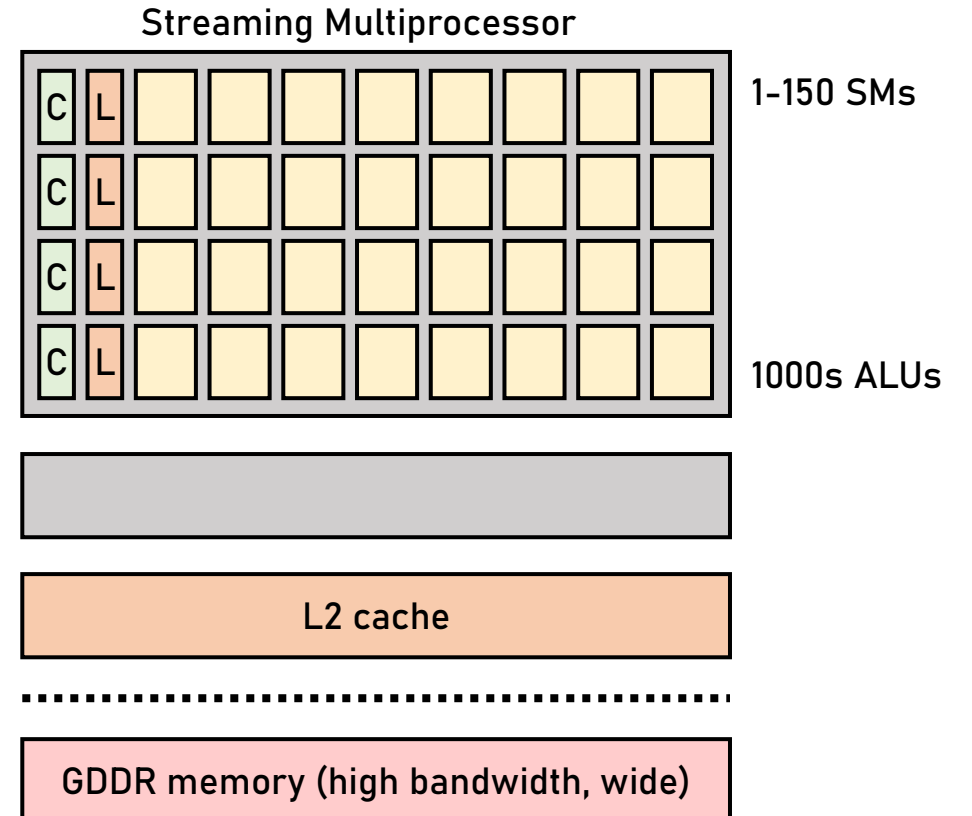 Streaming Multiprocessor
C L
1-150 SMs
C L
C L
C L
1000s ALUs
L2 cache
GDDR memory (high bandwidth, wide)